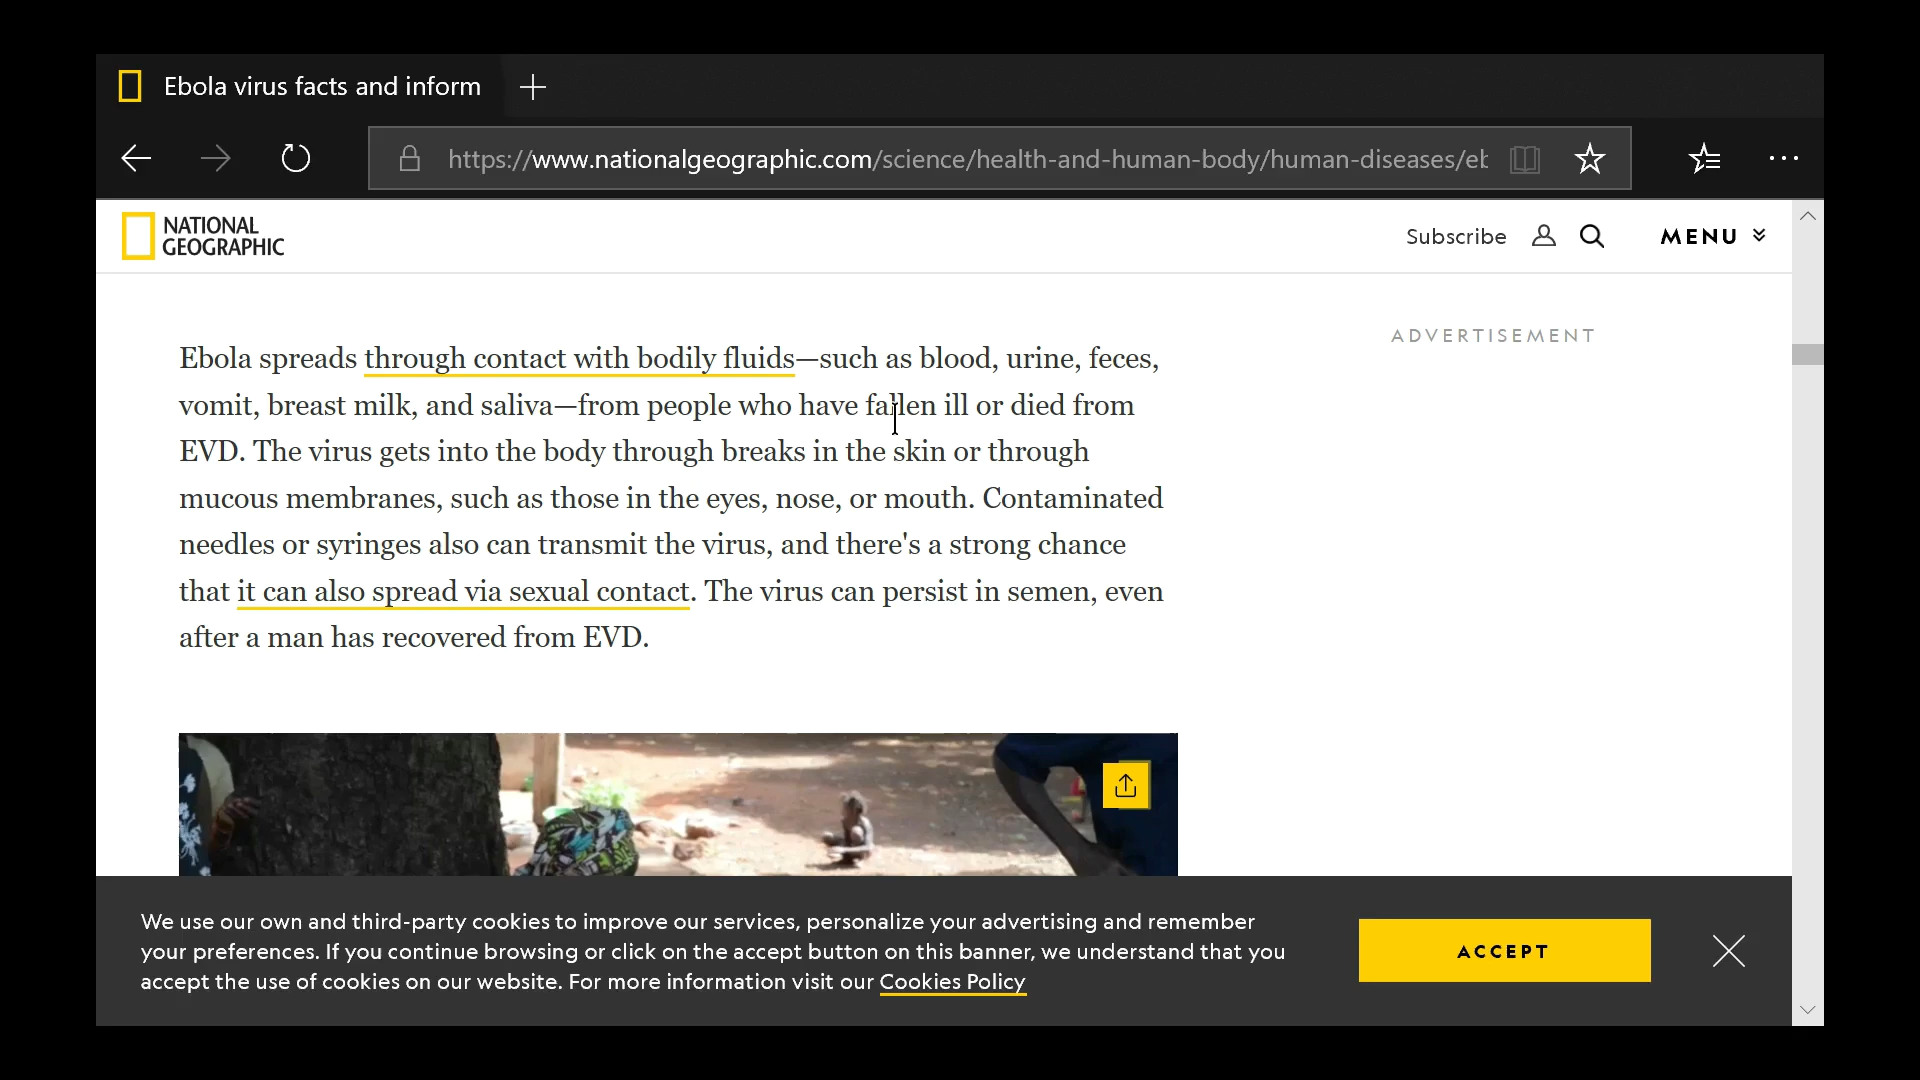 Ebola virus facts and inform
https://www.nationalgeographic.com/science/health-and-human-body/human-diseases/eb
NATIONAL
GEOGRAPHIC
Subscribe
MENU
ADVERTISEMENT
Ebola spreads through contact with bodily fluids—such as blood, urine, feces,
vomit, breast milk, and saliva—from people who have fallen ill or died from
EVD. The virus gets into the body through breaks in the skin or through
mucous membranes, such as those in the eyes, nose, or mouth. Contaminated
needles or syringes also can transmit the virus, and there's a strong chance
that it can also spread via sexual contact. The virus can persist in semen, even
after a man has recovered from EVD.
We use our own and third-party cookies to improve our services, personalize your advertising and remember
your preferences. If you continue browsing or click on the accept button on this banner, we understand that you
accept the use of cookies on our website. For more information visit our Cookies Policy
ACCEPT